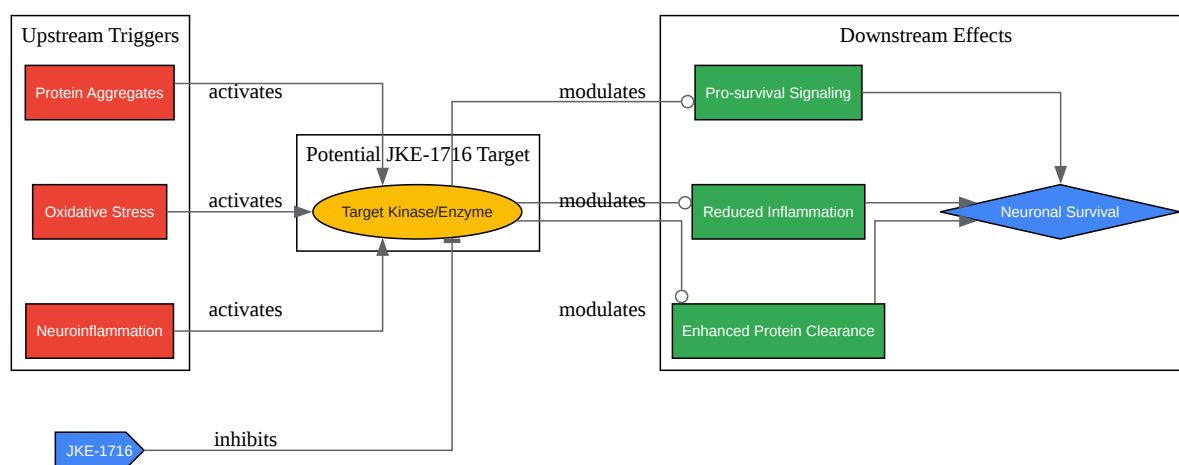 Upstream Triggers
Protein Aggregates
Oxidative Stress
Neuroinflammation
JKE-1716
activates
activates
activates
inhibits
Potential JKE-1716 Target
Target Kinase/Enzyme
modulates
modulates
modulates
Downstream Effects
Pro-survival Signaling
Reduced Inflammation
Enhanced Protein Clearance
Neuronal Survival